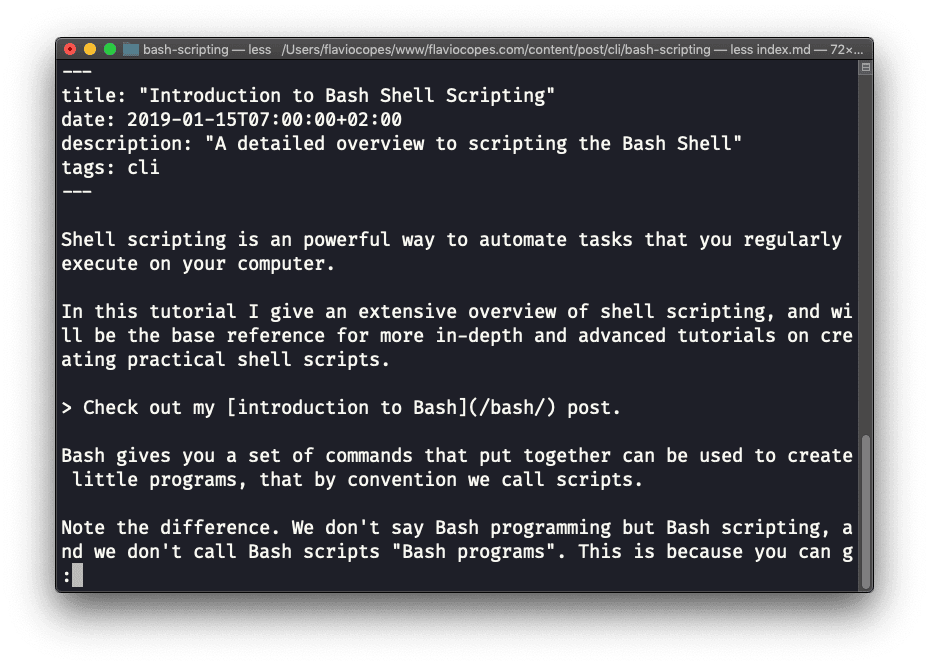 bash-scripting — less /Users/flaviocopes/www/flaviocopes.com/content/post/cli/bash-scripting — less index.md — 72×...
---
title: "Introduction to Bash Shell Scripting"
date: 2019-01-15T07:00:00+02:00
description: "A detailed overview to scripting the Bash Shell"
tags: cli
---
Shell scripting is an powerful way to automate tasks that you regularly
execute on your computer.
In this tutorial I give an extensive overview of shell scripting, and wi
ll be the base reference for more in-depth and advanced tutorials on cre
ating practical shell scripts.
> Check out my [introduction to Bash](/bash/) post.
Bash gives you a set of commands that put together can be used to create
 little programs, that by convention we call scripts.
Note the difference. We don't say Bash programming but Bash scripting, a
nd we don't call Bash scripts "Bash programs". This is because you can g
: